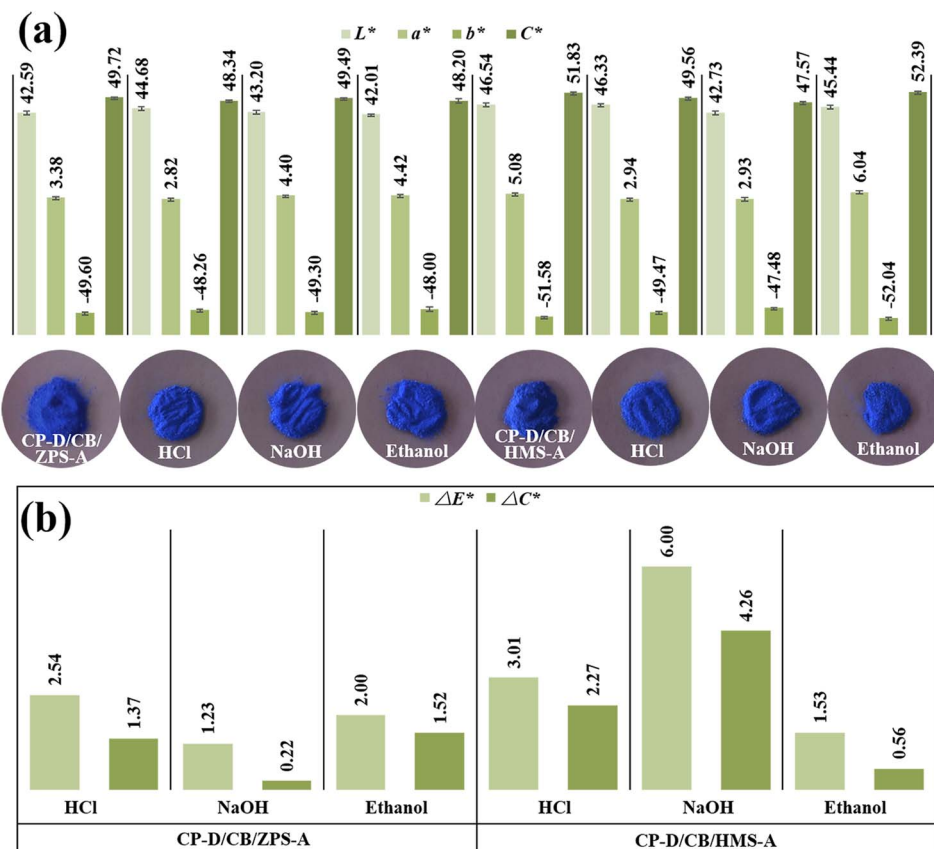 (a)
L* a* b* C*
42.59 3.38 -49.60 49.72 44.68 2.82 -48.26 48.34 43.20 4.40 -49.30 49.49 42.01 4.42 -48.00 48.20 46.54 5.08 -51.58 51.83 46.33 2.94 -49.47 49.56 42.73 2.93 -47.48 47.57 45.44 6.04 -52.04 52.39
CP-D/CB/
ZPS-A
HCl
NaOH
Ethanol
CP-D/CB/
HMS-A
HCl
NaOH
Ethanol
(b)
△E* △C*
2.54 1.37 1.23 0.22 2.00 1.52 3.01 2.27 6.00 4.26 1.53 0.56
HCl NaOH Ethanol HCl NaOH Ethanol
CP-D/CB/ZPS-A CP-D/CB/HMS-A